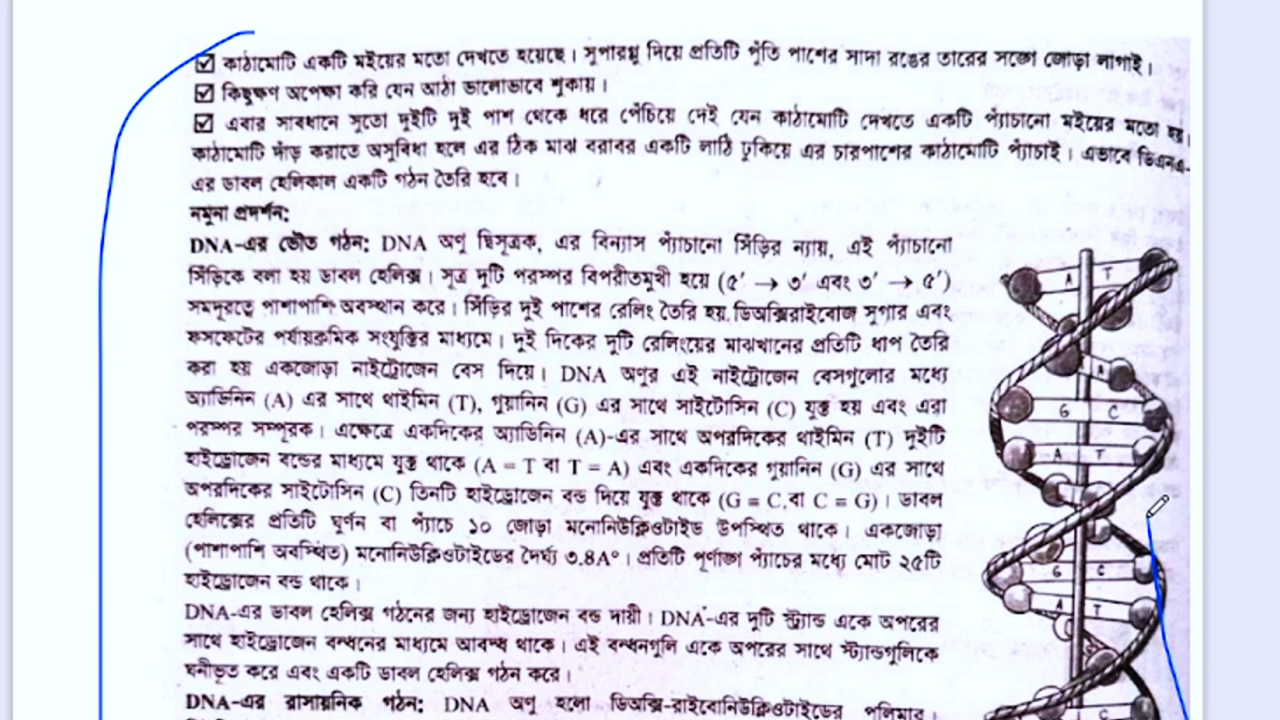 ☑ কাঠামোটি একটি মইয়ের মতো দেখতে হয়েছে। সুপারগ্লু দিয়ে প্রতিটি পুঁতি পাশের সাদা রঙের তারের সঙ্গে জোড়া লাগাই।
☑ কিছুক্ষণ অপেক্ষা করি যেন আঠা ভালোভাবে শুকায়।
☑ এবার সাবধানে সুতো দুইটি দুই পাশ থেকে ধরে পেঁচিয়ে দেই যেন কাঠামোটি দেখতে একটি প্যাঁচানো মইয়ের মতো হয়।
কাঠামোটি দাঁড় করাতে অসুবিধা হলে এর ঠিক মাঝ বরাবর একটি লাঠি ঢুকিয়ে এর চারপাশের কাঠামোটি প্যাঁচাই। এভাবে ডিএনএ-
এর ডাবল হেলিকাল একটি গঠন তৈরি হবে।
নমুনা প্রদর্শন:
DNA-এর ভৌত গঠন: DNA অণু দ্বিসূত্রক, এর বিন্যাস প্যাঁচানো সিঁড়ির ন্যায়, এই প্যাঁচানো
সিঁড়িকে বলা হয় ডাবল হেলিক্স। সূত্র দুটি পরস্পর বিপরীতমুখী হয়ে (৫′ → ৩′ এবং ৩′ → ৫′)
সমদূরত্বে পাশাপাশি অবস্থান করে। সিঁড়ির দুই পাশের রেলিং তৈরি হয় ডিঅক্সিরাইবোজ সুগার এবং
ফসফেটের পর্যায়ক্রমিক সংযুক্তির মাধ্যমে। দুই দিকের দুটি রেলিংয়ের মাঝখানের প্রতিটি ধাপ তৈরি
করা হয় একজোড়া নাইট্রোজেন বেস দিয়ে। DNA অণুর এই নাইট্রোজেন বেসগুলোর মধ্যে
অ্যাডিনিন (A) এর সাথে থাইমিন (T), গুয়ানিন (G) এর সাথে সাইটোসিন (C) যুক্ত হয় এবং এরা
পরস্পর সম্পূরক। এক্ষেত্রে একদিকের অ্যাডিনিন (A)-এর সাথে অপরদিকের থাইমিন (T) দুইটি
হাইড্রোজেন বন্ডের মাধ্যমে যুক্ত থাকে (A = T বা T = A) এবং একদিকের গুয়ানিন (G) এর সাথে
অপরদিকের সাইটোসিন (C) তিনটি হাইড্রোজেন বন্ড দিয়ে যুক্ত থাকে (G ≡ C বা C ≡ G)। ডাবল
হেলিক্সের প্রতিটি ঘূর্ণন বা প্যাঁচে ১০ জোড়া মনোনিউক্লিওটাইড উপস্থিত থাকে। একজোড়া
(পাশাপাশি অবস্থিত) মনোনিউক্লিওটাইডের দৈর্ঘ্য ৩.৪A°। প্রতিটি পূর্ণাঙ্গ প্যাঁচের মধ্যে মোট ২৫টি
হাইড্রোজেন বন্ড থাকে।
DNA-এর ডাবল হেলিক্স গঠনের জন্য হাইড্রোজেন বন্ড দায়ী। DNA-এর দুটি স্ট্র্যান্ড একে অপরের
সাথে হাইড্রোজেন বন্ধনের মাধ্যমে আবদ্ধ থাকে। এই বন্ধনগুলি একে অপরের সাথে স্ট্যান্ডগুলিকে
ঘনীভূত করে এবং একটি ডাবল হেলিক্স গঠন করে।
DNA-এর রাসায়নিক গঠন: DNA অণু হলো ডিঅক্সি-রাইবোনিউক্লিওটাইডের পলিমার।
A T
A
G C
A T
G C
A T
C